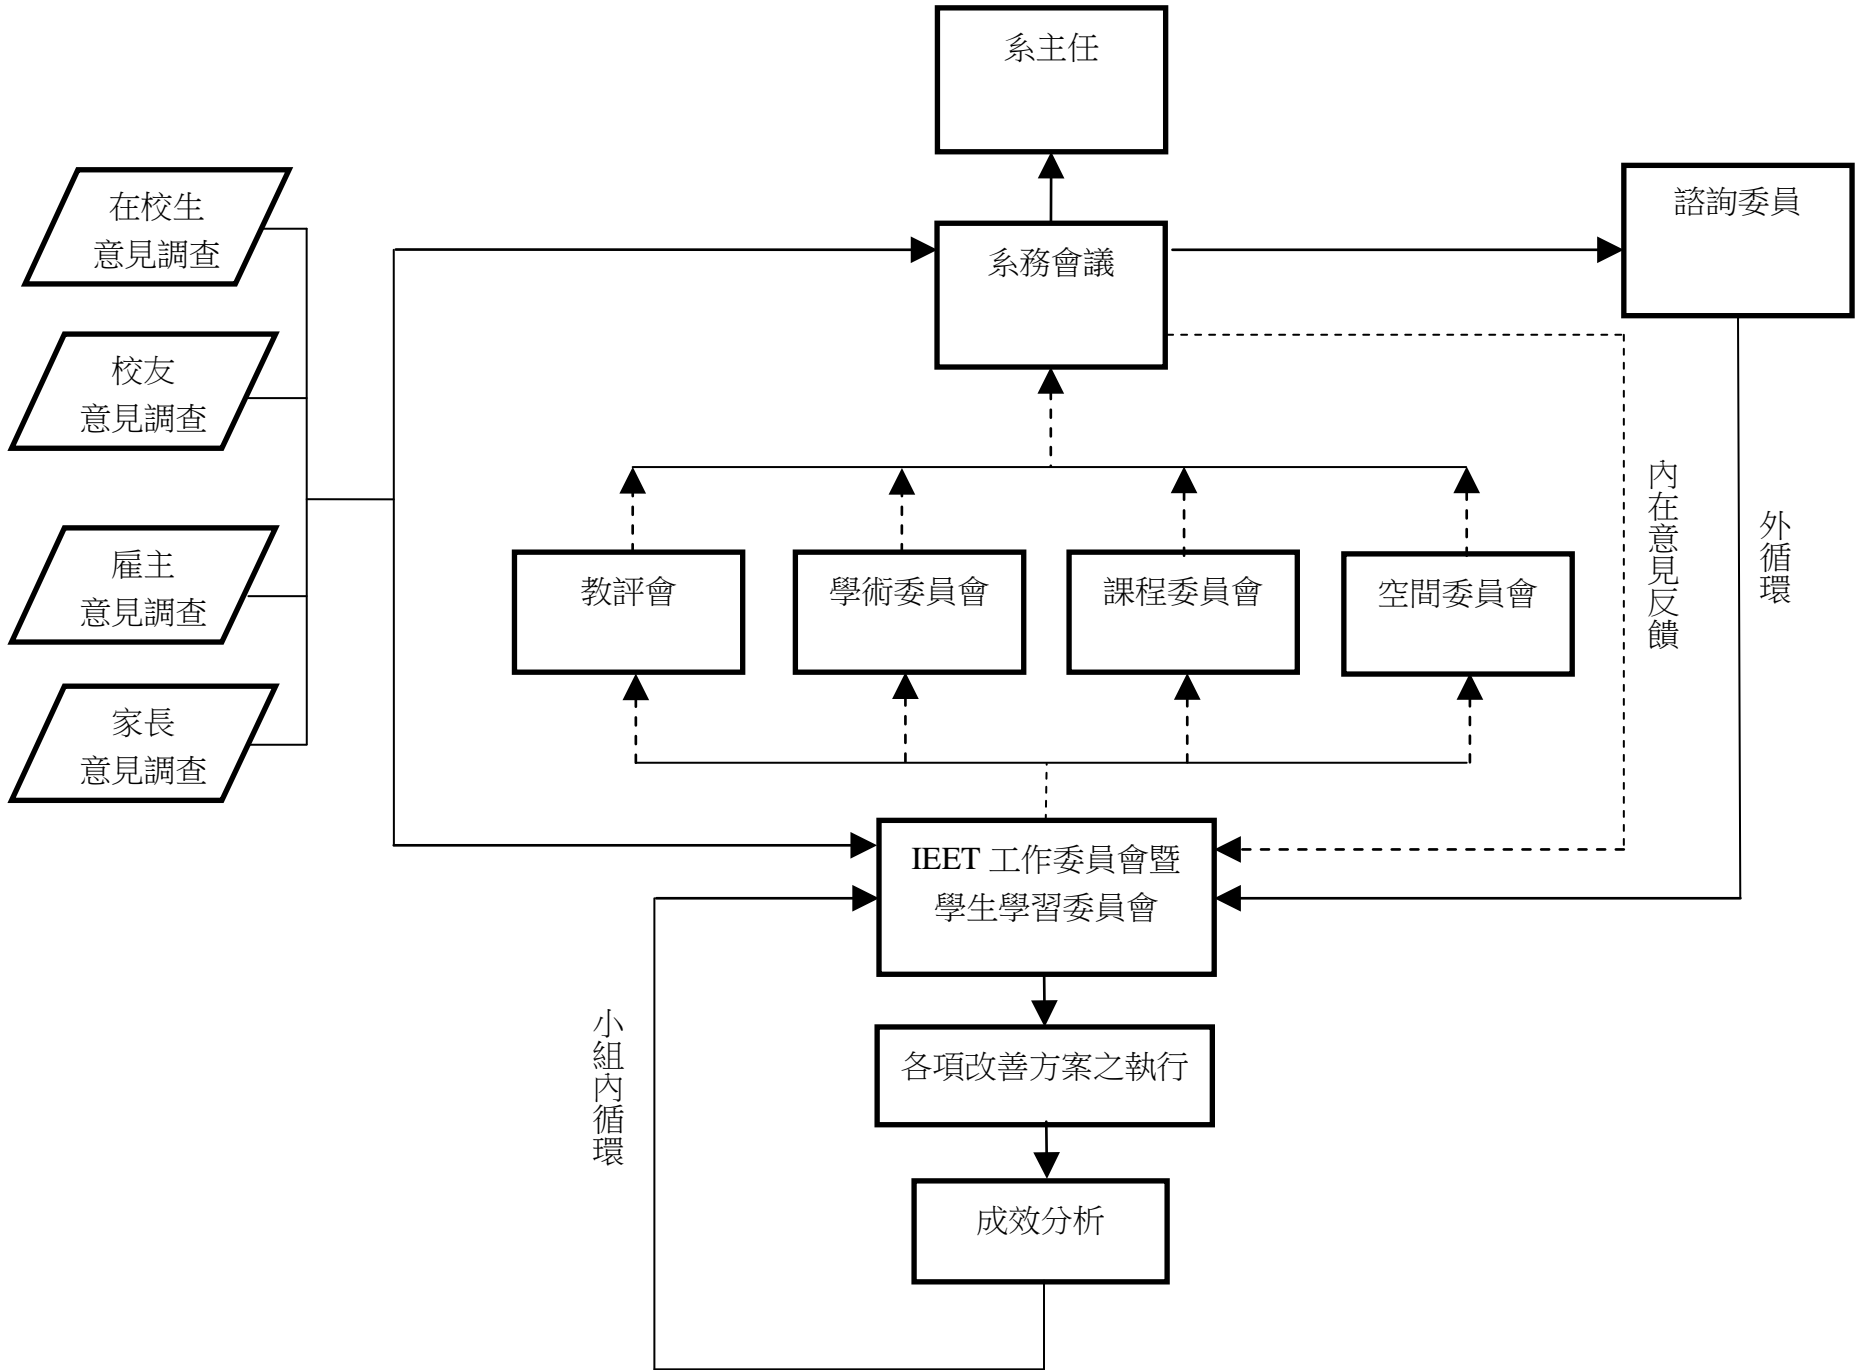 系主任
諮詢委員
在校生
意見調查
系務會議
校友
意見調查
內在意見反饋
外循環
雇主
意見調查
教評會
學術委員會
課程委員會
空間委員會
家長
意見調查
IEET 工作委員會暨
學生學習委員會
小組內循環
各項改善方案之執行
成效分析